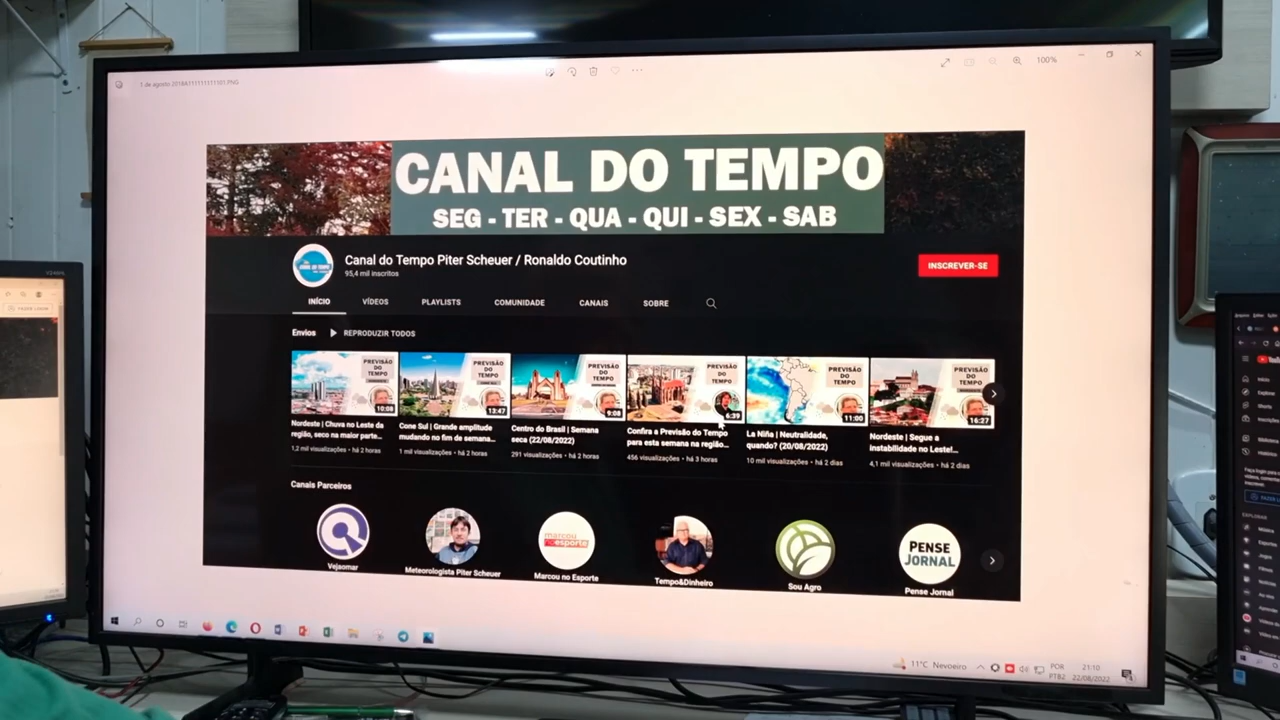 100%
CANAL DO TEMPO
SEG - TER - QUA - QUI - SEX - SAB
Canal do Tempo Piter Scheuer / Ronaldo Coutinho
95,4 mil inscritos
INSCREVER-SE
INÍCIO
VÍDEOS
PLAYLISTS
COMUNIDADE
CANAIS
SOBRE
Envios
REPRODUZIR TODOS
PREVISÃO
DO
TEMPO
10:08
Nordeste | Chuva no Leste da
região, seco na maior parte...
1,2 mil visualizações • há 2 horas
PREVISÃO
DO
TEMPO
13:47
Cone Sul | Grande amplitude
mudando no fim de semana...
1 mil visualizações • há 2 horas
PREVISÃO
DO
TEMPO
9:08
Centro do Brasil | Semana
seca (22/08/2022)
291 visualizações • há 2 horas
PREVISÃO
DO
TEMPO
6:39
Confira a Previsão do Tempo
para esta semana na região...
456 visualizações • há 3 horas
PREVISÃO
DO
TEMPO
11:00
La Niña | Neutralidade,
quando? (20/08/2022)
10 mil visualizações • há 2 dias
PREVISÃO
DO
TEMPO
16:27
Nordeste | Segue a
instabilidade no Leste!...
4,1 mil visualizações • há 2 dias
Canais Parceiros
Vejsomar
Meteorologista Piter Scheuer
marcou
noesporte
Marcou no Esporte
Tempo&Dinheiro
Sou Agro
PENSE
JORNAL
Pense Jornal
11°C Nevoeiro
POR
PTB2
21:10
22/08/2022